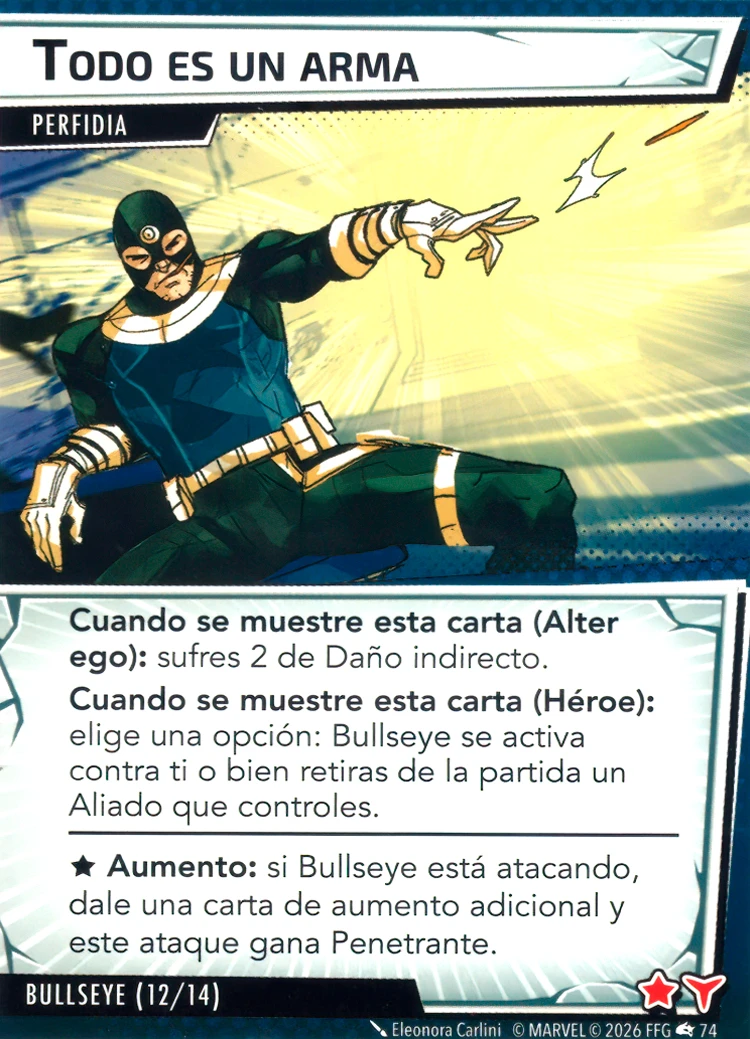 TODO ES UN ARMA
PERFIDIA
Cuando se muestre esta carta (Alter
ego): sufres 2 de Daño indirecto.
Cuando se muestre esta carta (Héroe):
elige una opción: Bullseye se activa
contra ti o bien retiras de la partida un
Aliado que controles.
★ Aumento: si Bullseye está atacando,
dale una carta de aumento adicional y
este ataque gana Penetrante.
BULLSEYE (12/14)
Eleonora Carlini © MARVEL © 2026 FFG 74